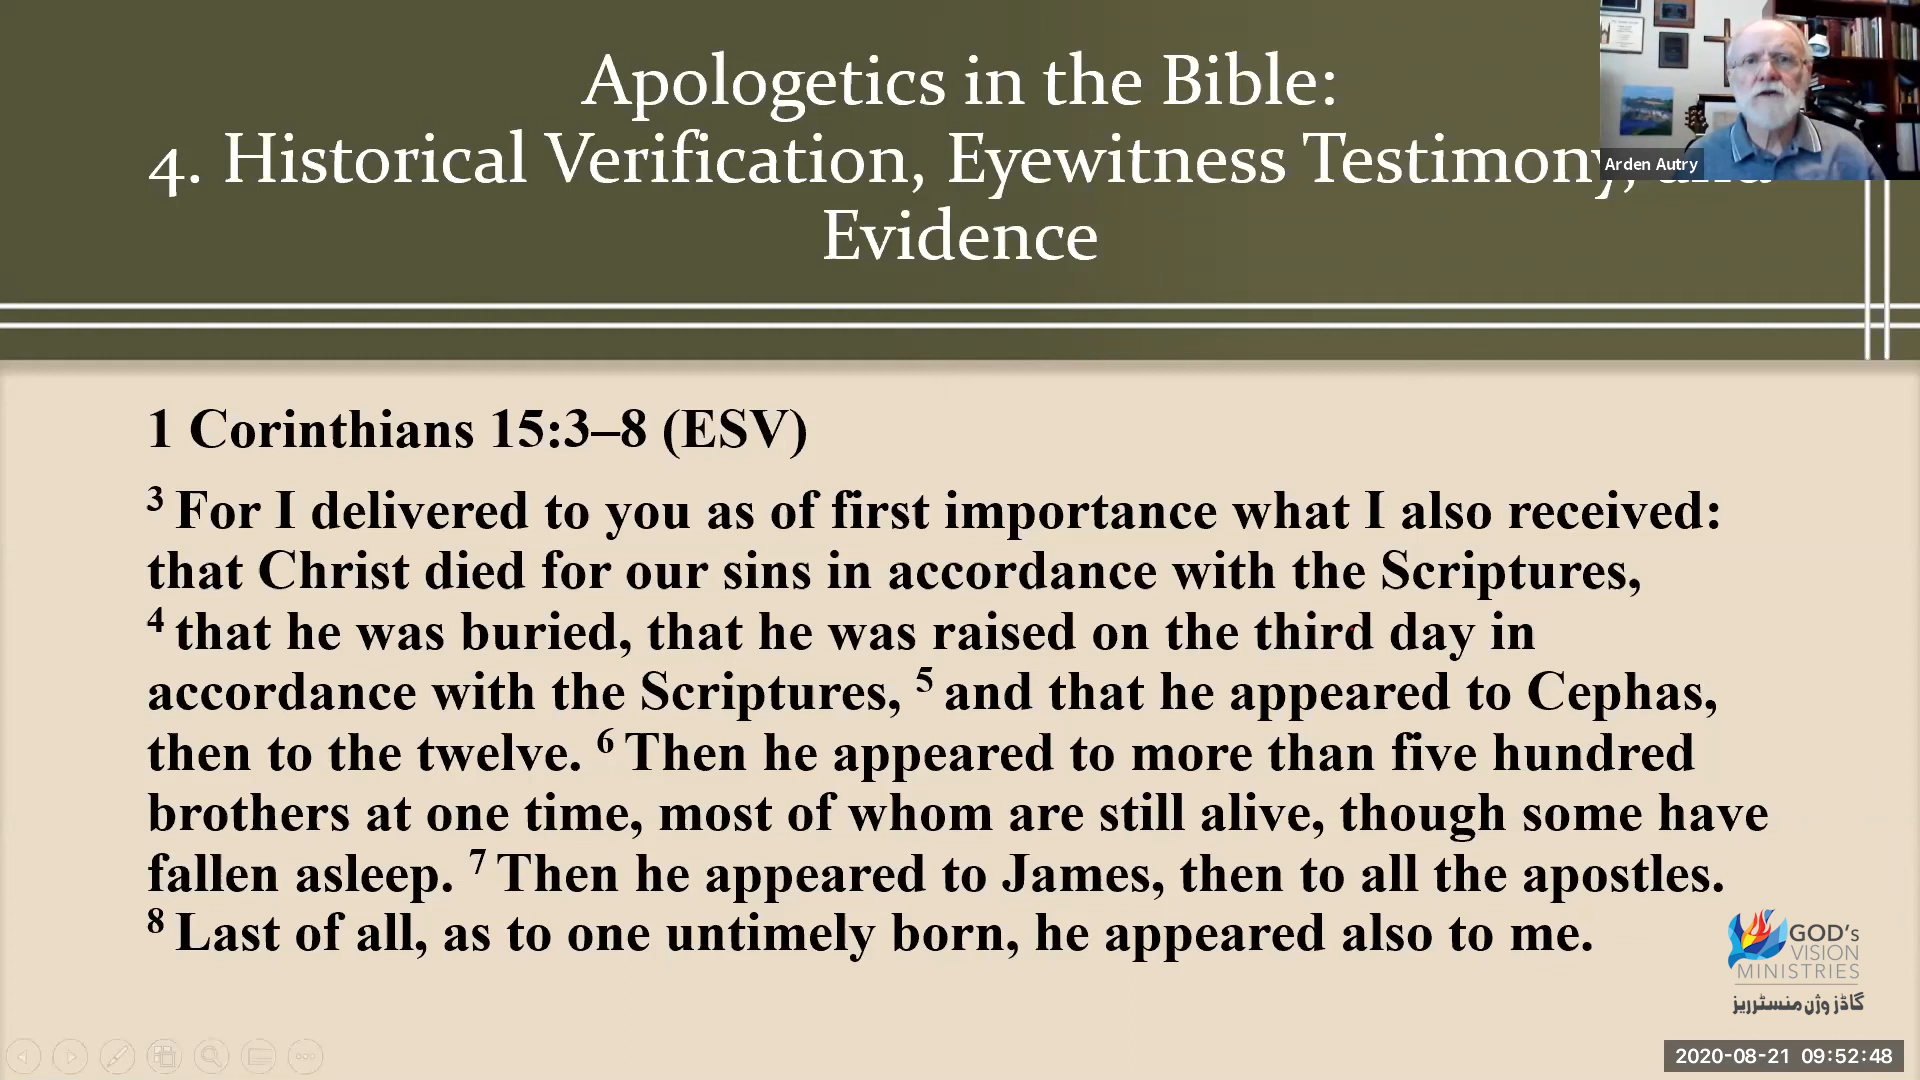 Apologetics in the Bible:
4. Historical Verification, Eyewitness Testimony, and
Evidence
Arden Autry
1 Corinthians 15:3–8 (ESV)
3 For I delivered to you as of first importance what I also received:
that Christ died for our sins in accordance with the Scriptures,
4 that he was buried, that he was raised on the third day in
accordance with the Scriptures, 5 and that he appeared to Cephas,
then to the twelve. 6 Then he appeared to more than five hundred
brothers at one time, most of whom are still alive, though some have
fallen asleep. 7 Then he appeared to James, then to all the apostles.
8 Last of all, as to one untimely born, he appeared also to me.
GOD's
VISION
MINISTRIES
گاڈز وژن منسٹریز
2020-08-21 09:52:48